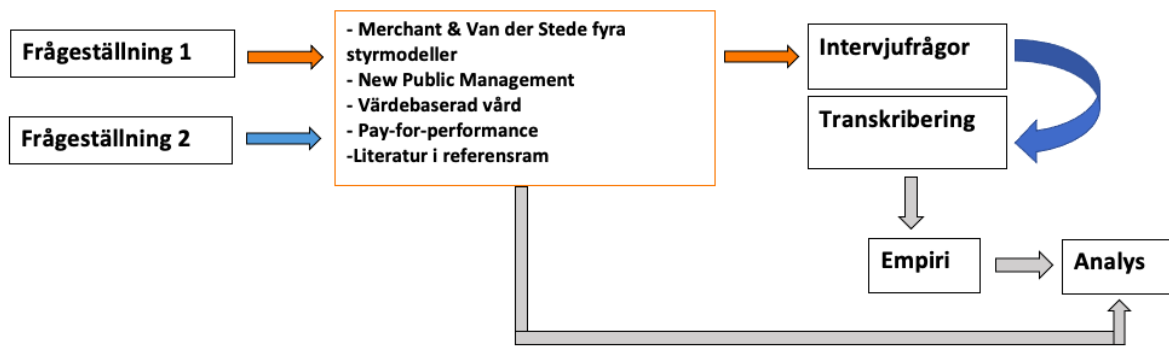 Frågeställning 1
Frågeställning 2
- Merchant & Van der Stede fyra
styrmodeller
- New Public Management
- Värdebaserad vård
- Pay-for-performance
-Literatur i referensram
Intervjufrågor
Transkribering
Empiri
Analys